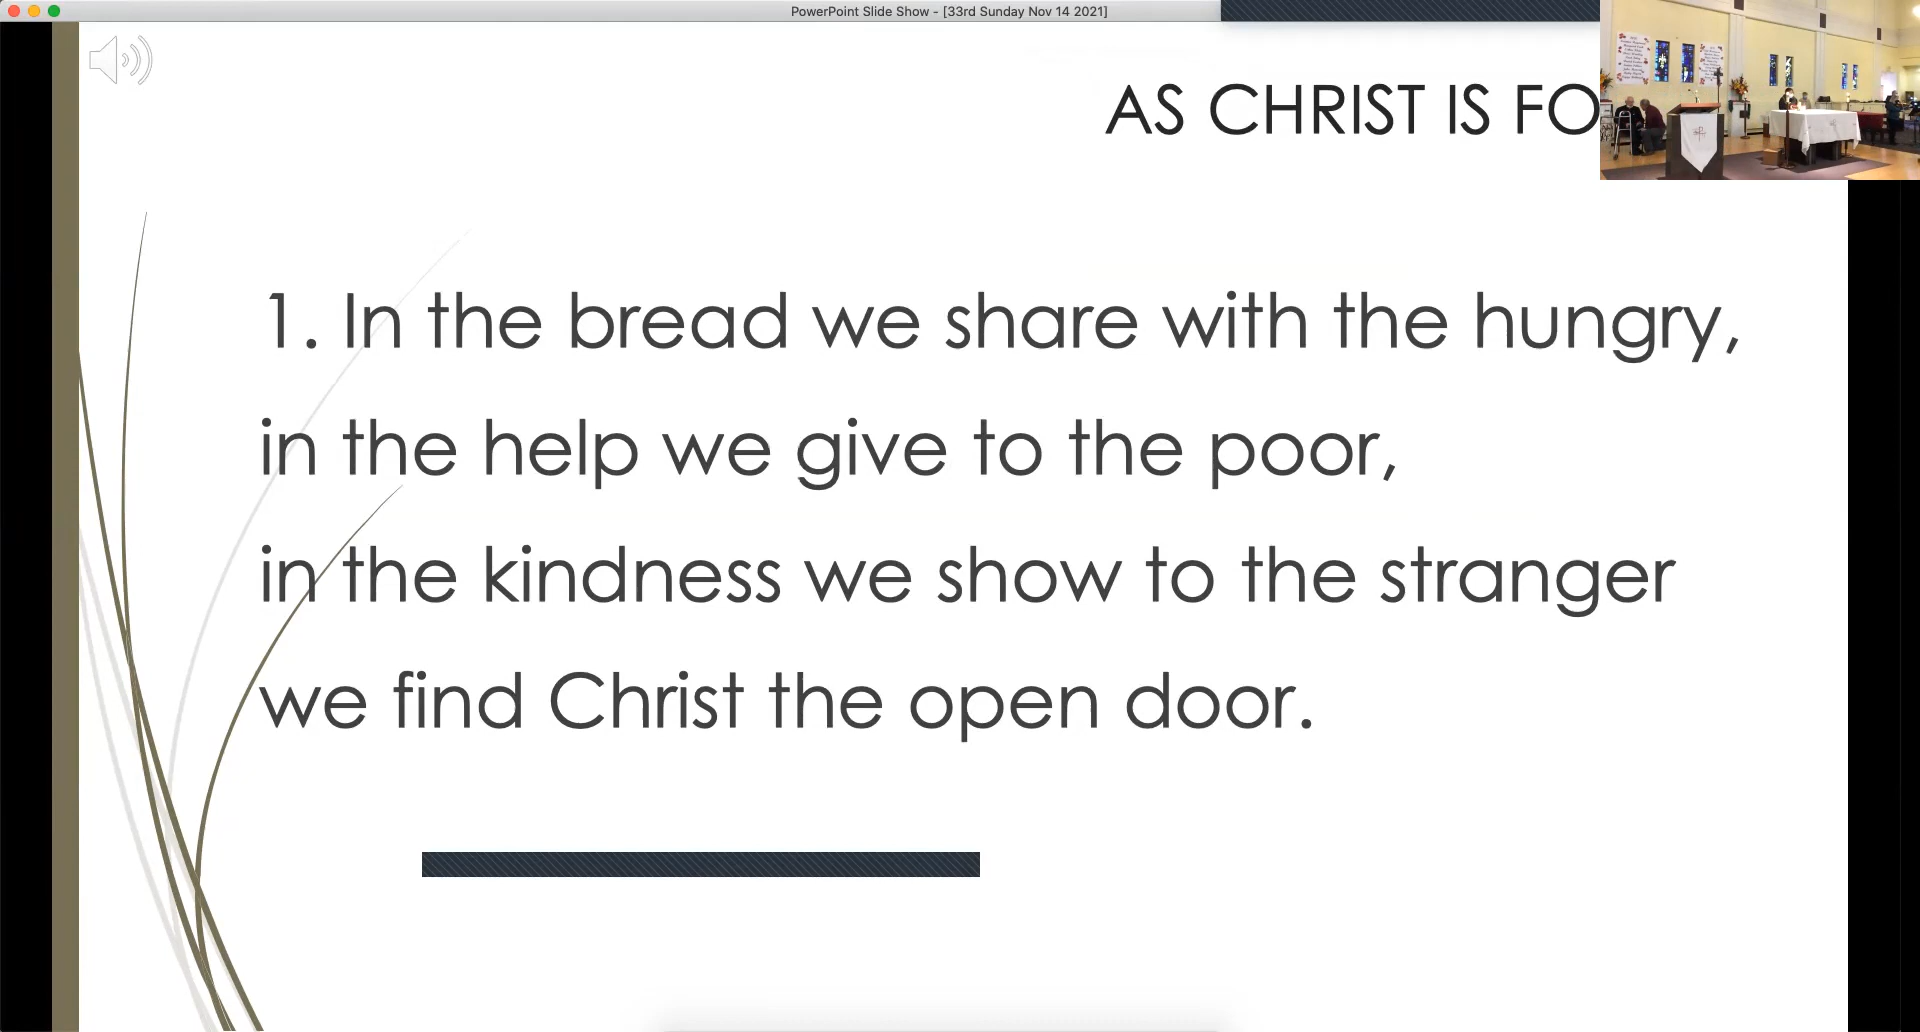 PowerPoint Slide Show - [33rd Sunday Nov 14 2021]
AS CHRIST IS FO
1. In the bread we share with the hungry,
in the help we give to the poor,
in the kindness we show to the stranger
we find Christ the open door.